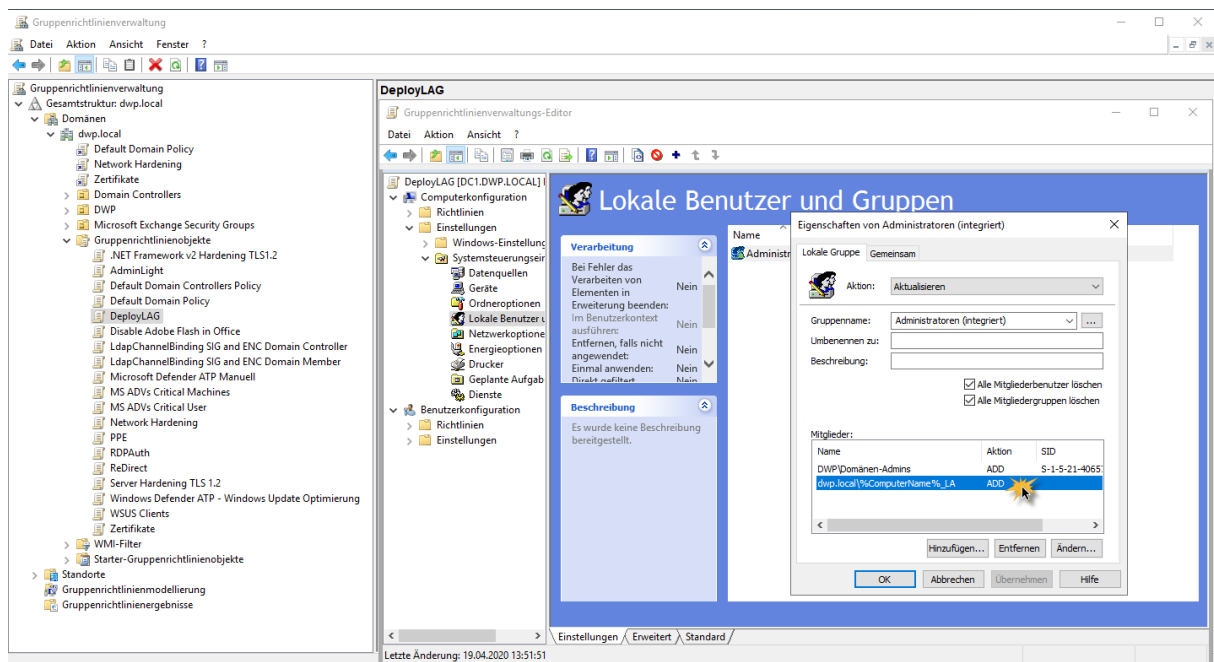 Gruppenrichtlinienverwaltung
Datei Aktion Ansicht Fenster ?
Gruppenrichtlinienverwaltung
Gesamtstruktur: dwp.local
Domänen
dwp.local
Default Domain Policy
Network Hardening
Zertifikate
Domain Controllers
DWP
Microsoft Exchange Security Groups
Gruppenrichtlinienobjekte
.NET Framework v2 Hardening TLS1.2
AdminLight
Default Domain Controllers Policy
Default Domain Policy
DeployLAG
Disable Adobe Flash in Office
LdapChannelBinding SIG and ENC Domain Controller
LdapChannelBinding SIG and ENC Domain Member
Microsoft Defender ATP Manuell
MS ADVs Critical Machines
MS ADVs Critical User
Network Hardening
PPE
RDPAuth
ReDirect
Server Hardening TLS 1.2
Windows Defender ATP - Windows Update Optimierung
WSUS Clients
Zertifikate
WMI-Filter
Starter-Gruppenrichtlinienobjekte
Standorte
Gruppenrichtlinienmodellierung
Gruppenrichtlinienergebnisse
DeployLAG
Gruppenrichtlinienverwaltungs-Editor
Datei Aktion Ansicht ?
DeployLAG [DC1.DWP.LOCAL]
Computerkonfiguration
Richtlinien
Einstellungen
Windows-Einstellung
Systemsteuerungsein
Datenquellen
Geräte
Ordneroptionen
Lokale Benutzer u
Netzwerkoptione
Energieoptionen
Drucker
Geplante Aufgab
Dienste
Benutzerkonfiguration
Richtlinien
Einstellungen
Lokale Benutzer und Gruppen
Verarbeitung
Bei Fehler das
Verarbeiten von
Elementen in
Erweiterung beenden: Nein
Im Benutzerkontext
ausführen: Nein
Entfernen, falls nicht
angewendet: Nein
Einmal anwenden: Nein
Direkt gefiltert Nein
Beschreibung
Es wurde keine Beschreibung
bereitgestellt.
Name
Administr
Eigenschaften von Administratoren (integriert)
Lokale Gruppe Gemeinsam
Aktion: Aktualisieren
Gruppenname: Administratoren (integriert) ...
Umbenennen zu:
Beschreibung:
Alle Mitgliederbenutzer löschen
Alle Mitgliedergruppen löschen
Mitglieder:
Name Aktion SID
DWP\Domänen-Admins ADD S-1-5-21-4065
dwp.local\%ComputerName%_LA ADD
Hinzufügen... Entfernen Ändern...
OK Abbrechen Übernehmen Hilfe
Einstellungen Erweitert Standard
Letzte Änderung: 19.04.2020 13:51:51